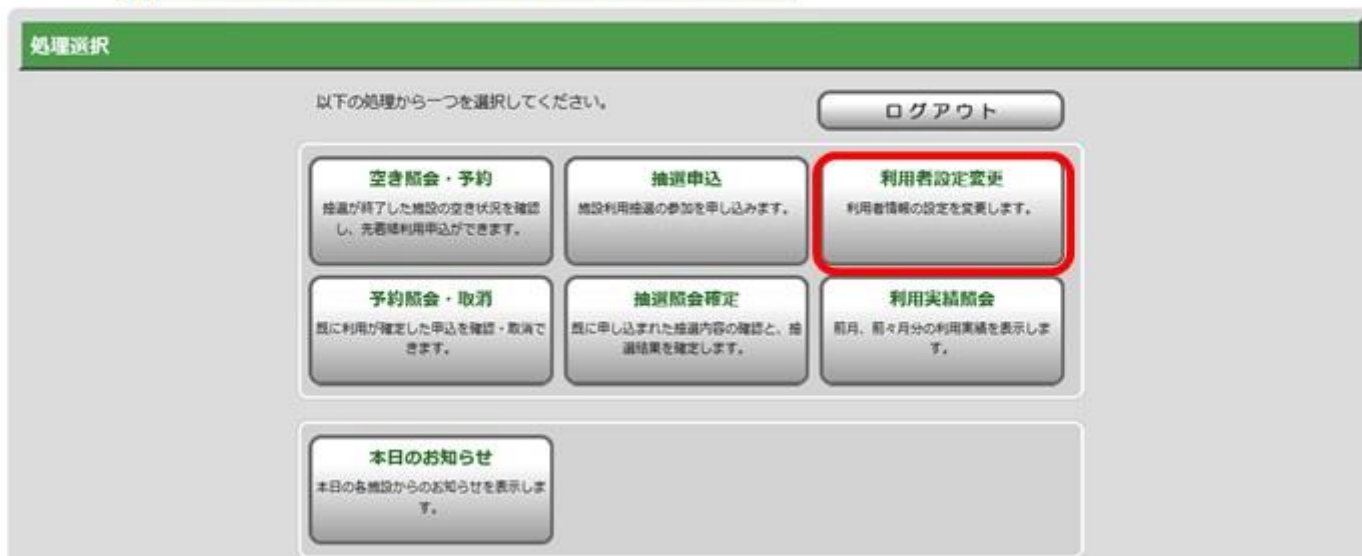 処理選択
以下の処理から一つを選択してください。
ログアウト
空き照会・予約
抽選が終了した施設の空き状況を確認
し、先着順利用申込ができます。
抽選申込
施設利用抽選の参加を申し込みます。
利用者設定変更
利用者情報の設定を変更します。
予約照会・取消
既に利用が確定した申込を確認・取消で
きます。
抽選照会確定
既に申し込まれた抽選内容の確認と、抽
選結果を確定します。
利用実績照会
前月、前々月分の利用実績を表示しま
す。
本日のお知らせ
本日の各施設からのお知らせを表示しま
す。